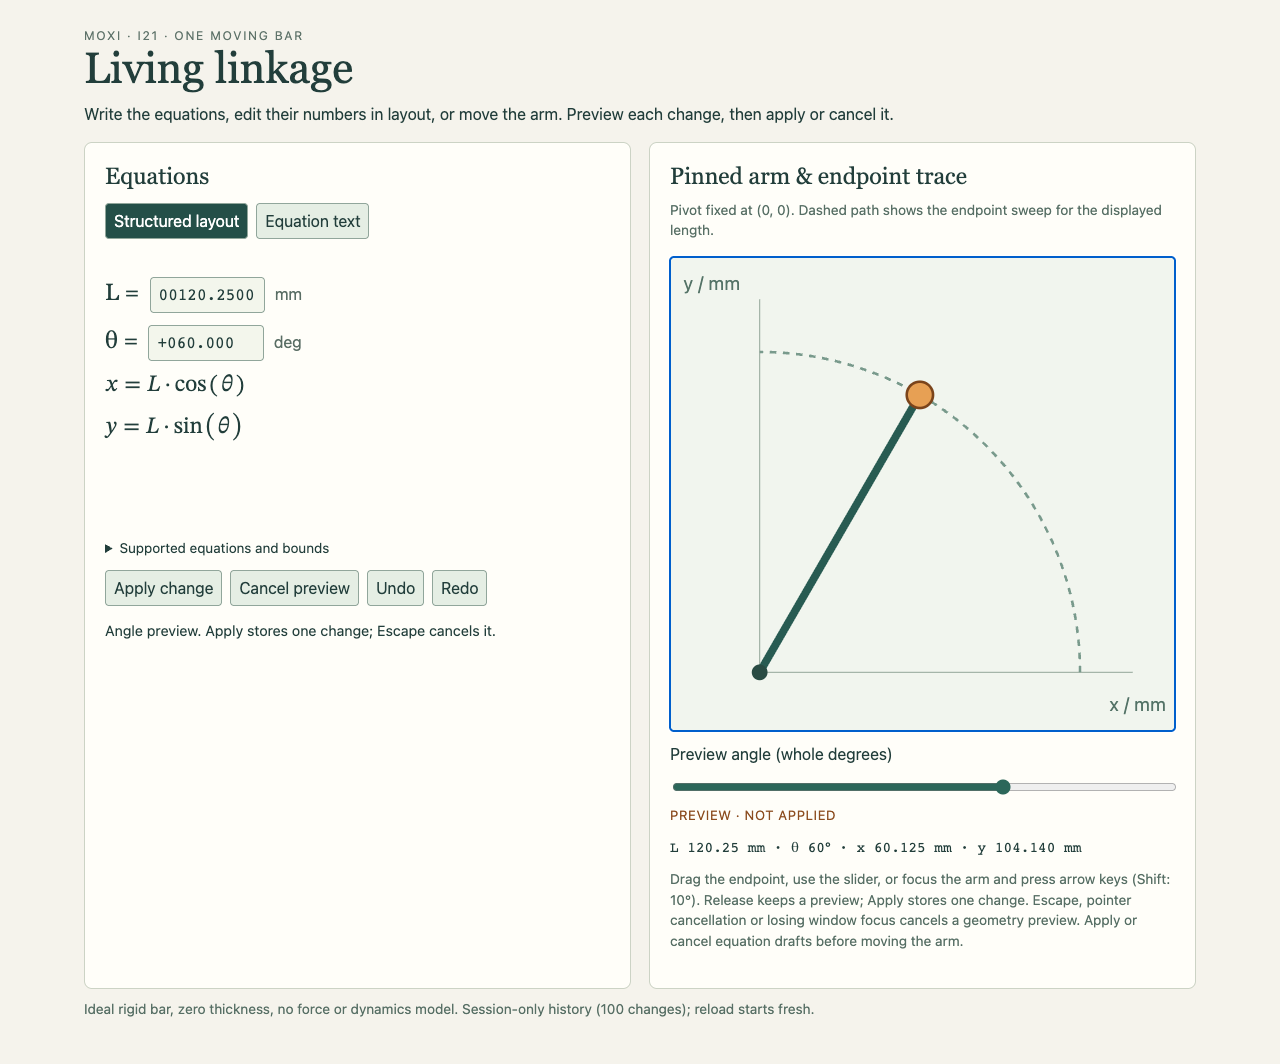 MOXI · I21 · ONE MOVING BAR
Living linkage
Write the equations, edit their numbers in layout, or move the arm. Preview each change, then apply or cancel it.
Equations
Structured layout
Equation text
L = 00120.2500 mm
θ = +060.000 deg
x = L · cos(θ)
y = L · sin(θ)
▶ Supported equations and bounds
Apply change
Cancel preview
Undo
Redo
Angle preview. Apply stores one change; Escape cancels it.
Pinned arm & endpoint trace
Pivot fixed at (0, 0). Dashed path shows the endpoint sweep for the displayed
length.
y / mm
x / mm
Preview angle (whole degrees)
PREVIEW · NOT APPLIED
L 120.25 mm · θ 60° · x 60.125 mm · y 104.140 mm
Drag the endpoint, use the slider, or focus the arm and press arrow keys (Shift:
10°). Release keeps a preview; Apply stores one change. Escape, pointer
cancellation or losing window focus cancels a geometry preview. Apply or
cancel equation drafts before moving the arm.
Ideal rigid bar, zero thickness, no force or dynamics model. Session-only history (100 changes); reload starts fresh.